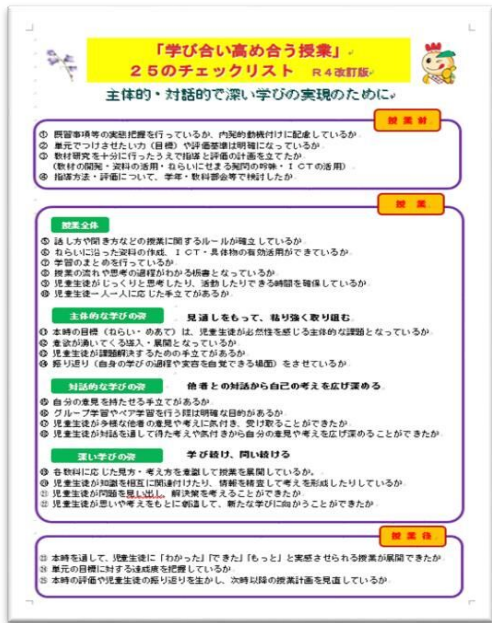 「学び合い高め合う授業」
２５のチェックリスト　Ｒ４改訂版
主体的・対話的で深い学びの実現のために
授業前
① 既習事項等の実態把握を行っているか、内発的動機付けに配慮しているか
② 単元でつけさせたい力（目標）や評価基準は明確になっているか
③ 教材研究を十分に行ったうえで指導と評価の計画を立てたか
（教材の開発・資料の活用・ねらいにせまる発問の吟味・ＩＣＴの活用）
④ 指導方法・評価について、学年・教科部会等で検討したか
授業
授業全体
⑤ 話し方や聞き方などの授業に関するルールが確立しているか
⑥ ねらいに沿った資料の作成、ＩＣＴ・具体物の有効活用ができているか
⑦ 学習のまとめを行っているか
⑧ 授業の流れや思考の過程がわかる板書となっているか
⑨ 児童生徒がじっくりと思考したり、活動したりできる時間を確保しているか
⑩ 児童生徒一人一人に応じた手立てがあるか
主体的な学びの姿　見通しをもって、粘り強く取り組む
⑪ 本時の目標（ねらい・めあて）は、児童生徒が必然性を感じる主体的な課題となっているか
⑫ 意欲が湧いてくる導入・展開となっているか
⑬ 児童生徒が課題解決するための手立てがあるか
⑭ 振り返り（自身の学びの過程や変容を自覚できる場面）をさせているか
対話的な学びの姿　他者との対話から自己の考えを広げ深める
⑮ 自分の意見を持たせる手立てがあるか
⑯ グループ学習やペア学習を行う際は明確な目的があるか
⑰ 児童生徒が多様な他者の意見や考えに気付き、受け取ることができたか
⑱ 児童生徒が対話を通して得た考えや気付きから自分の意見や考えを広げ深めることができたか
深い学びの姿　学び続け、問い続ける
⑲ 各教科に応じた見方・考え方を意識して授業を展開しているか。
⑳ 児童生徒が知識を相互に関連付けたり、情報を精査して考えを形成したりしているか
㉑ 児童生徒が問題を見い出し、解決策を考えることができたか
㉒ 児童生徒が思いや考えをもとに創造して、新たな学びに向かうことができたか
授業後
㉓ 本時を通して、児童生徒に「わかった」「できた」「もっと」と実感させられる授業が展開できたか
㉔ 単元の目標に対する達成度を把握しているか
㉕ 本時の評価や児童生徒の振り返りを生かし、次時以降の授業計画を見直しているか